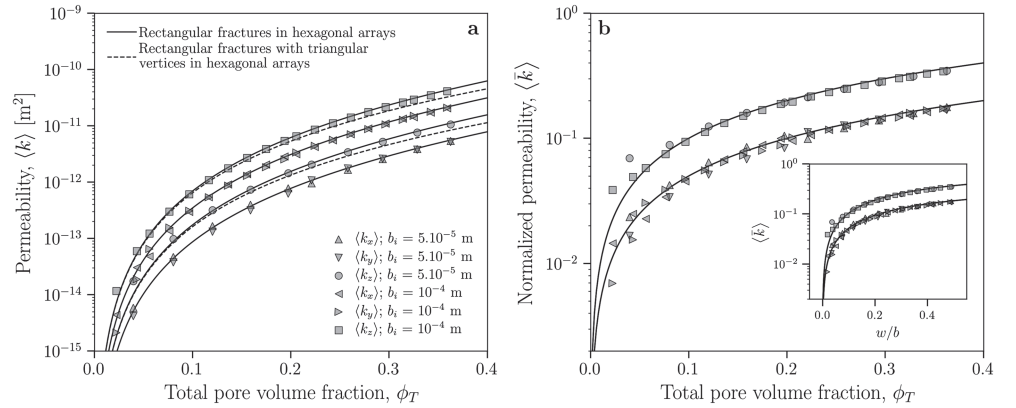 10⁻⁹
10⁻¹⁰
10⁻¹¹
10⁻¹²
10⁻¹³
10⁻¹⁴
10⁻¹⁵
Permeability, ⟨k⟩ [m²]
Rectangular fractures in hexagonal arrays
Rectangular fractures with triangular
vertices in hexagonal arrays
a
⟨kₓ⟩; bᵢ = 5.10⁻⁵ m
⟨k_y⟩; bᵢ = 5.10⁻⁵ m
⟨k_z⟩; bᵢ = 5.10⁻⁵ m
⟨kₓ⟩; bᵢ = 10⁻⁴ m
⟨k_y⟩; bᵢ = 10⁻⁴ m
⟨k_z⟩; bᵢ = 10⁻⁴ m
0.0 0.1 0.2 0.3 0.4
Total pore volume fraction, ϕ_T
10⁰
10⁻¹
10⁻²
Normalized permeability, ⟨k̄⟩
b
10⁰
10⁻¹
10⁻²
⟨k̄⟩
0.0 0.2 0.4
w/b
0.0 0.1 0.2 0.3 0.4
Total pore volume fraction, ϕ_T